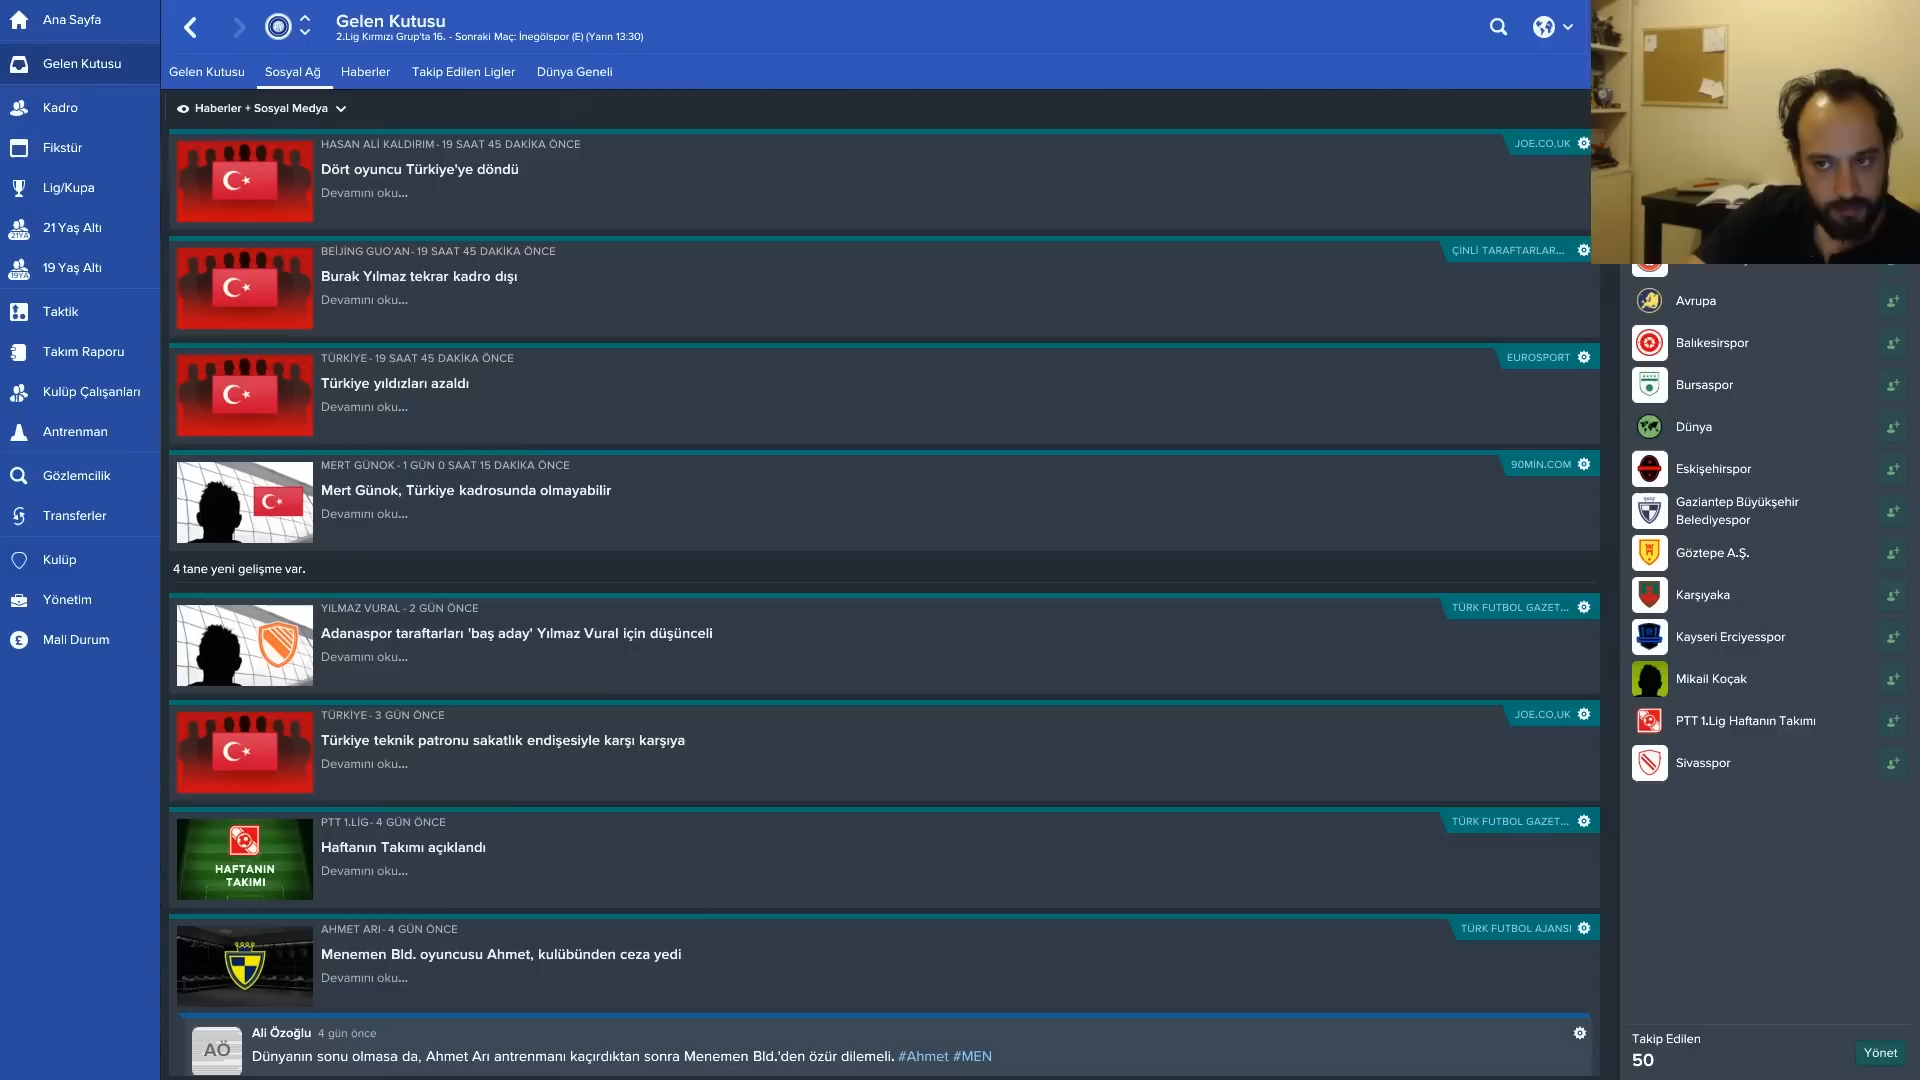 Ana Sayfa
Gelen Kutusu
Kadro
Fikstür
Lig/Kupa
21 Yaş Altı
19 Yaş Altı
Taktik
Takım Raporu
Kulüp Çalışanları
Antrenman
Gözlemcilik
Transferler
Kulüp
Yönetim
Mali Durum
Gelen Kutusu
2.Lig Kırmızı Grup'ta 16. - Sonraki Maç: İnegölspor (E) (Yarın 13:30)
Gelen Kutusu Sosyal Ağ Haberler Takip Edilen Ligler Dünya Geneli
Haberler + Sosyal Medya
HASAN ALİ KALDIRIM - 19 SAAT 45 DAKİKA ÖNCE
JOE.CO.UK
Dört oyuncu Türkiye'ye döndü
Devamını oku...
BEİJİNG GUO'AN - 19 SAAT 45 DAKİKA ÖNCE
ÇİNLİ TARAFTARLAR...
Burak Yılmaz tekrar kadro dışı
Devamını oku...
TÜRKİYE - 19 SAAT 45 DAKİKA ÖNCE
EUROSPORT
Türkiye yıldızları azaldı
Devamını oku...
MERT GÜNOK - 1 GÜN 0 SAAT 15 DAKİKA ÖNCE
90MİN.COM
Mert Günok, Türkiye kadrosunda olmayabilir
Devamını oku...
4 tane yeni gelişme var.
YILMAZ VURAL - 2 GÜN ÖNCE
TÜRK FUTBOL GAZET...
Adanaspor taraftarları 'baş aday' Yılmaz Vural için düşünceli
Devamını oku...
TÜRKİYE - 3 GÜN ÖNCE
JOE.CO.UK
Türkiye teknik patronu sakatlık endişesiyle karşı karşıya
Devamını oku...
PTT 1.LİG - 4 GÜN ÖNCE
TÜRK FUTBOL GAZET...
Haftanın Takımı açıklandı
Devamını oku...
HAFTANIN
TAKIMI
AHMET ARI - 4 GÜN ÖNCE
TÜRK FUTBOL AJANSI
Menemen Bld. oyuncusu Ahmet, kulübünden ceza yedi
Devamını oku...
AÖ
Ali Özoğlu 4 gün önce
Dünyanın sonu olmasa da, Ahmet Arı antrenmanı kaçırdıktan sonra Menemen Bld.'den özür dilemeli. #Ahmet #MEN
Avrupa
Balıkesirspor
Bursaspor
Dünya
Eskişehirspor
Gaziantep Büyükşehir
Belediyespor
Göztepe A.Ş.
Karşıyaka
Kayseri Erciyesspor
Mikail Koçak
PTT 1.Lig Haftanın Takımı
Sivasspor
Takip Edilen
50
Yönet